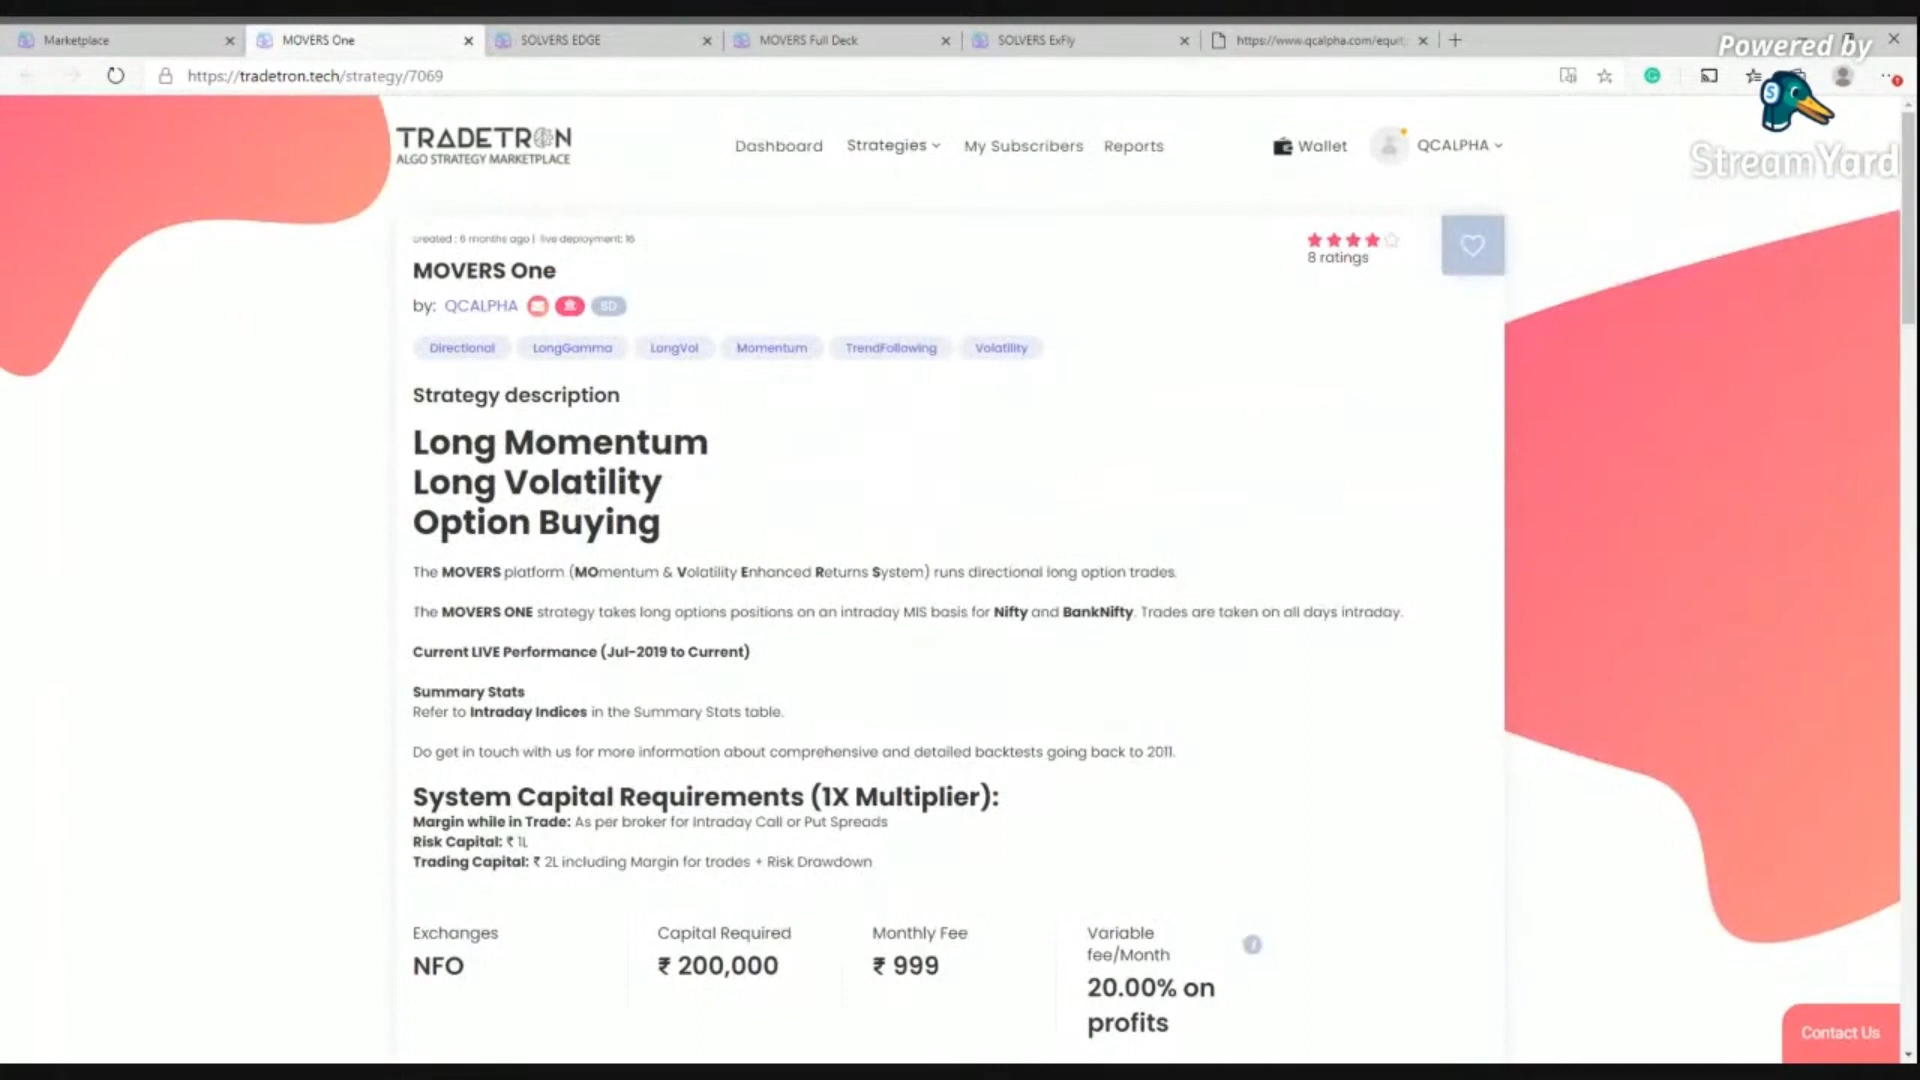 Marketplace
MOVERS One
SOLVERS EDGE
MOVERS Full Deck
SOLVERS ExFly
https://www.qcalpha.com/equit
Powered by
https://tradetron.tech/strategy/7069
S
StreamYard
TRADETRON
ALGO STRATEGY MARKETPLACE
Dashboard
Strategies
My Subscribers
Reports
Wallet
QCALPHA
created : 6 months ago | live deployment: 16
8 ratings
MOVERS One
by: QCALPHA
SD
Directional
LongGamma
LongVol
Momentum
TrendFollowing
Volatility
Strategy description
Long Momentum
Long Volatility
Option Buying
The MOVERS platform (MOmentum & Volatility Enhanced Returns System) runs directional long option trades.
The MOVERS ONE strategy takes long options positions on an intraday MIS basis for Nifty and BankNifty. Trades are taken on all days intraday.
Current LIVE Performance (Jul-2019 to Current)
Summary Stats
Refer to Intraday Indices in the Summary Stats table.
Do get in touch with us for more information about comprehensive and detailed backtests going back to 2011.
System Capital Requirements (1X Multiplier):
Margin while in Trade: As per broker for Intraday Call or Put Spreads
Risk Capital: ₹ 1L
Trading Capital: ₹ 2L including Margin for trades + Risk Drawdown
Exchanges
NFO
Capital Required
₹ 200,000
Monthly Fee
₹ 999
Variable
fee/Month
20.00% on
profits
Contact Us